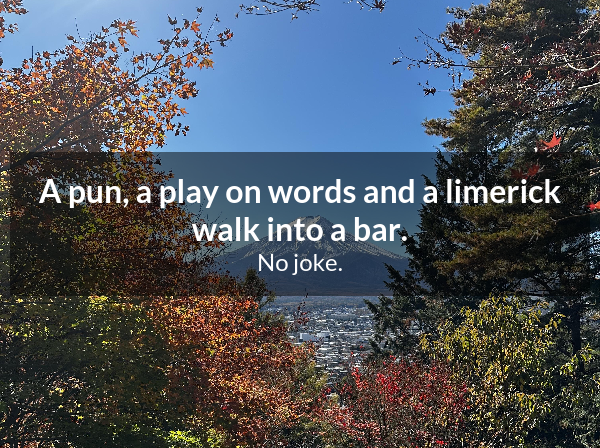 A pun, a play on words and a limerick
walk into a bar.
No joke.